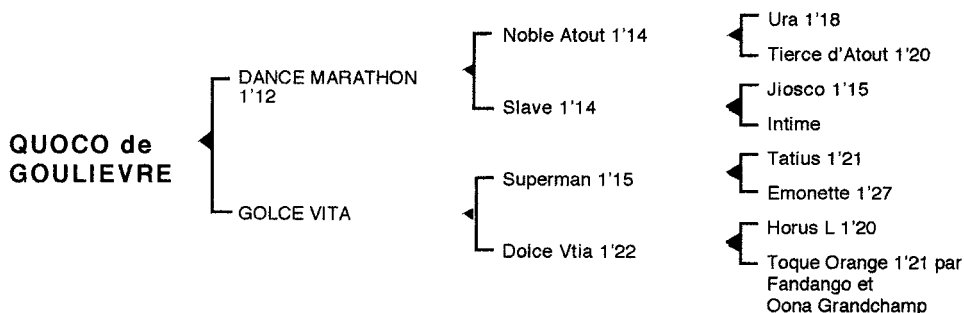 Ura 1'18
Noble Atout 1'14
Tierce d'Atout 1'20
DANCE MARATHON
1'12
Jiosco 1'15
Slave 1'14
Intime
QUOCO de
GOULIEVRE
Tatius 1'21
Superman 1'15
Emonette 1'27
GOLCE VITA
Horus L 1'20
Dolce Vtia 1'22
Toque Orange 1'21 par
Fandango et
Oona Grandchamp